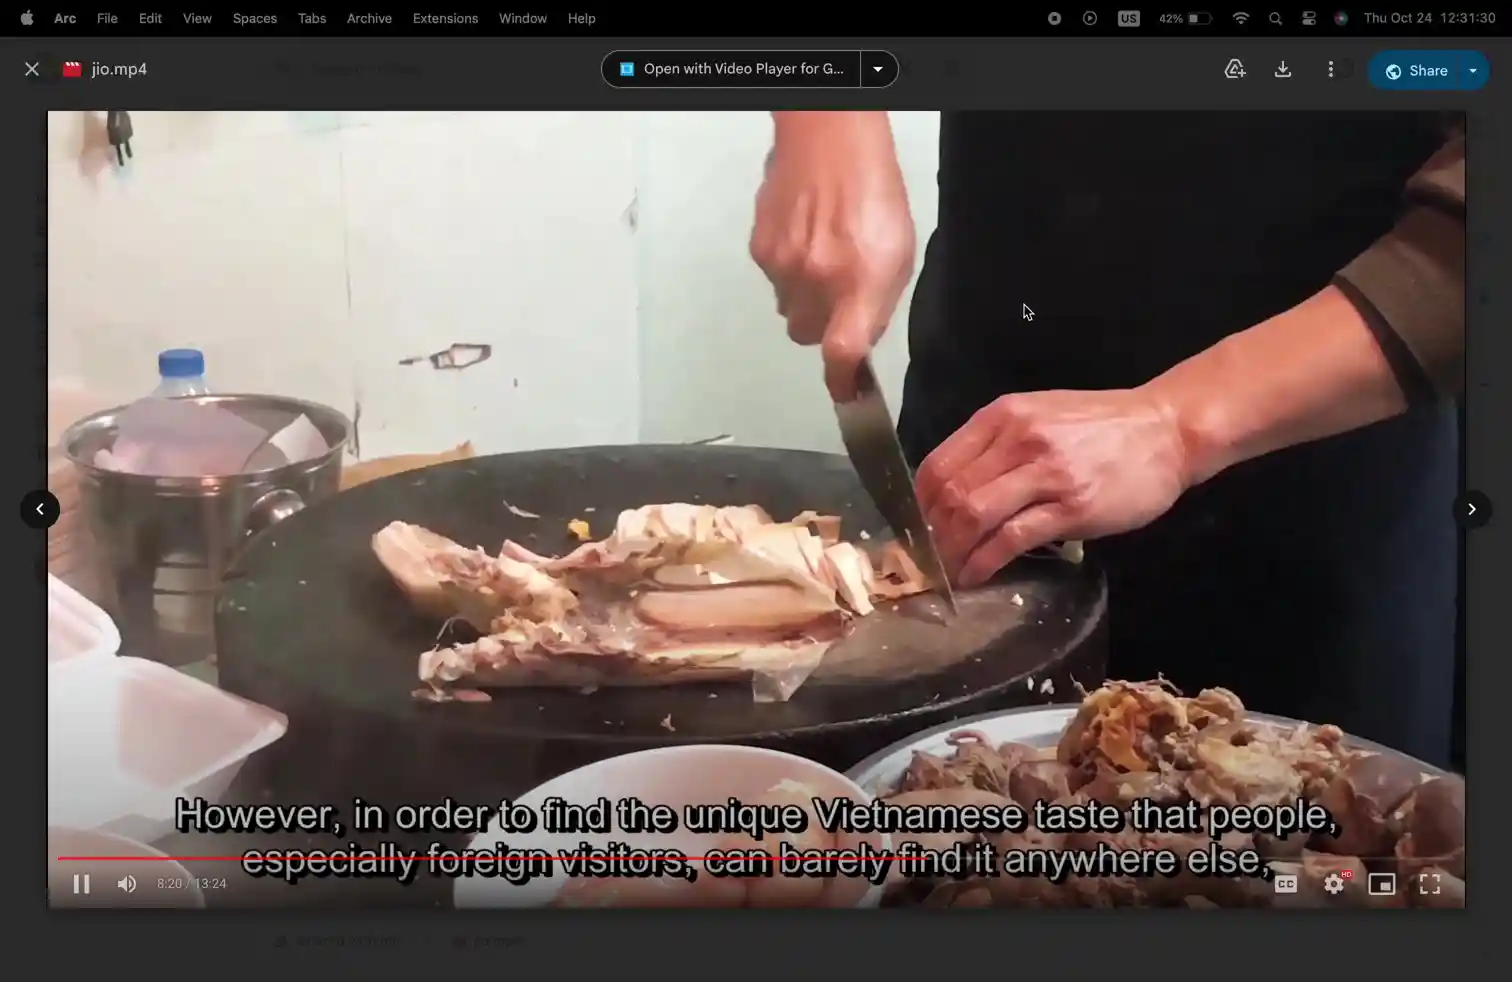 Arc File Edit View Spaces Tabs Archive Extensions Window Help US 42% Thu Oct 24 12:31:30
jio.mp4 Open with Video Player for G... Share
However, in order to find the unique Vietnamese taste that people,
especially foreign visitors, can barely find it anywhere else,
8:20 / 13:24 CC HD